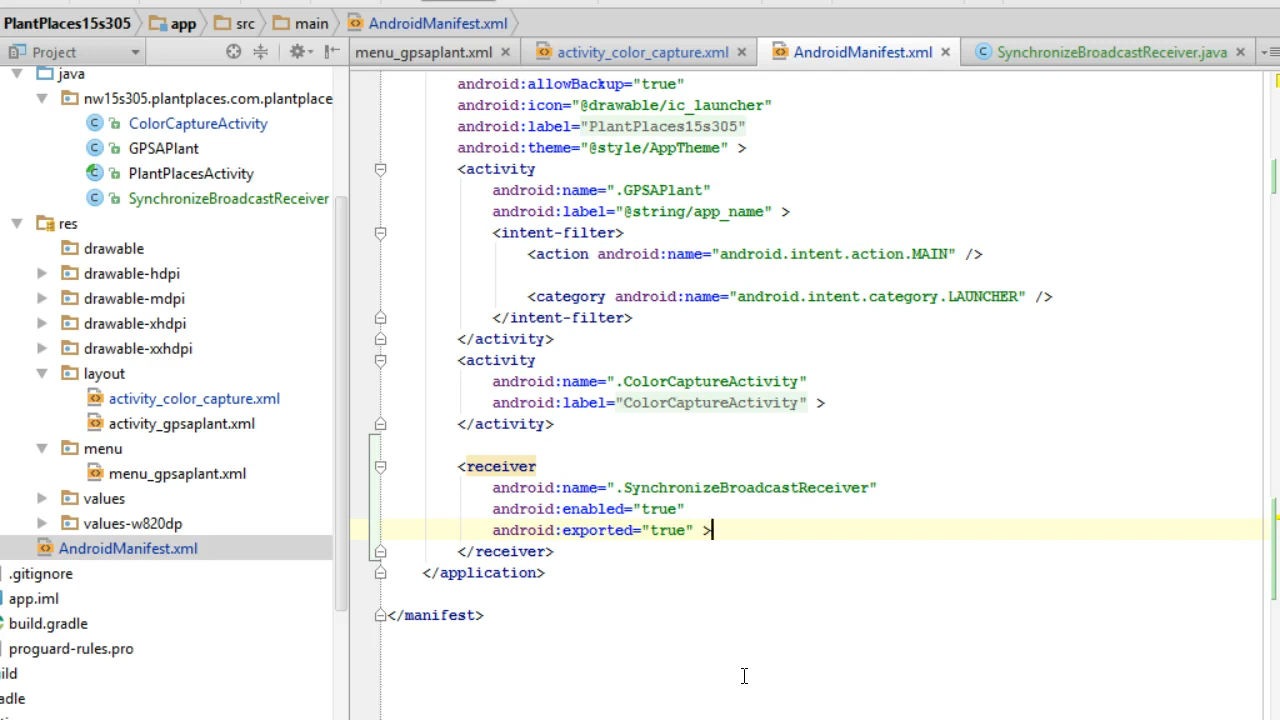 PlantPlaces15s305 app src main AndroidManifest.xml
Project
menu_gpsaplant.xml activity_color_capture.xml AndroidManifest.xml SynchronizeBroadcastReceiver.java
java
nw15s305.plantplaces.com.plantplace
ColorCaptureActivity
GPSAPlant
PlantPlacesActivity
SynchronizeBroadcastReceiver
res
drawable
drawable-hdpi
drawable-mdpi
drawable-xhdpi
drawable-xxhdpi
layout
activity_color_capture.xml
activity_gpsaplant.xml
menu
menu_gpsaplant.xml
values
values-w820dp
AndroidManifest.xml
.gitignore
app.iml
build.gradle
proguard-rules.pro
ild
adle
android:allowBackup="true"
android:icon="@drawable/ic_launcher"
android:label="PlantPlaces15s305"
android:theme="@style/AppTheme" >
<activity
android:name=".GPSAPlant"
android:label="@string/app_name" >
<intent-filter>
<action android:name="android.intent.action.MAIN" />
<category android:name="android.intent.category.LAUNCHER" />
</intent-filter>
</activity>
<activity
android:name=".ColorCaptureActivity"
android:label="ColorCaptureActivity" >
</activity>
<receiver
android:name=".SynchronizeBroadcastReceiver"
android:enabled="true"
android:exported="true" >
</receiver>
</application>
</manifest>